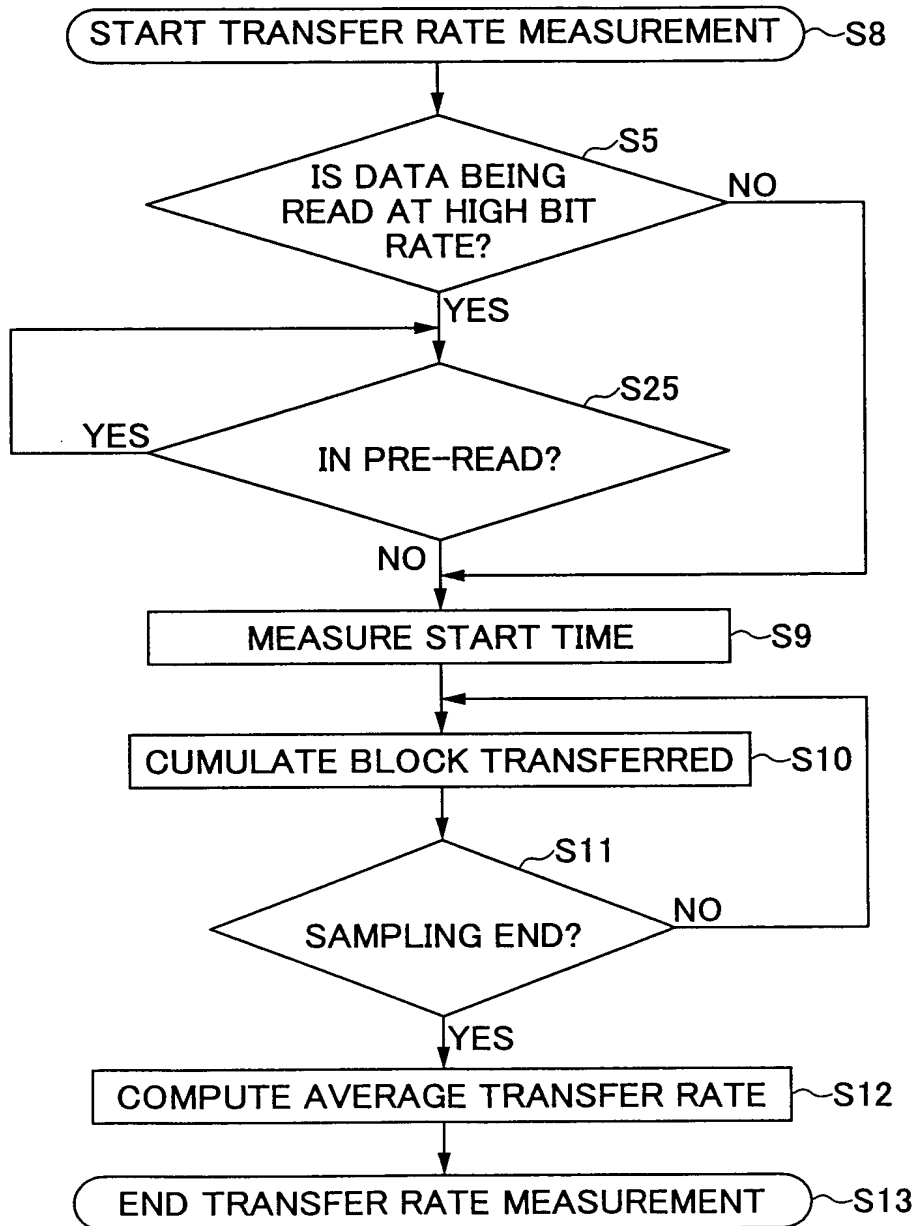 START TRANSFER RATE MEASUREMENT
S8
S5
IS DATA BEING
READ AT HIGH BIT
RATE?
NO
YES
S25
YES
IN PRE-READ?
NO
MEASURE START TIME
S9
CUMULATE BLOCK TRANSFERRED
S10
S11
SAMPLING END?
NO
YES
COMPUTE AVERAGE TRANSFER RATE
S12
END TRANSFER RATE MEASUREMENT
S13